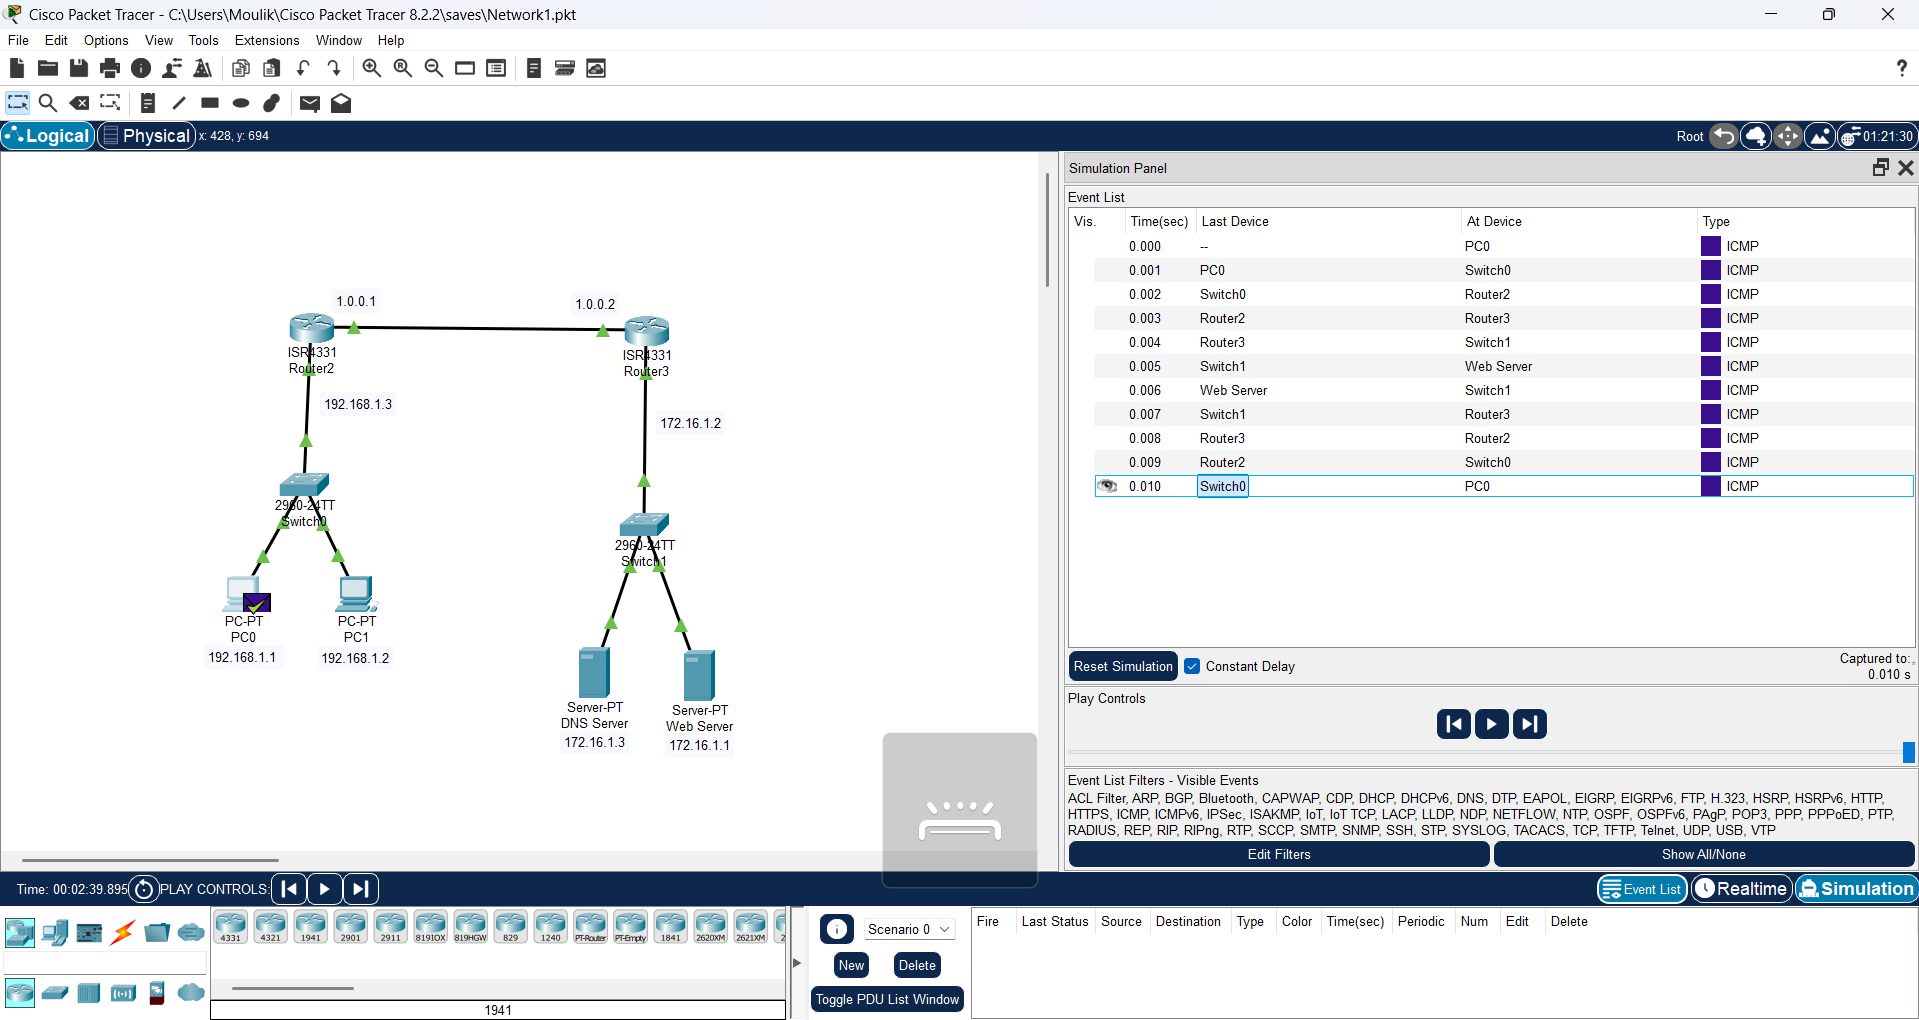 Cisco Packet Tracer - C:\Users\Moulik\Cisco Packet Tracer 8.2.2\saves\Network1.pkt
File Edit Options View Tools Extensions Window Help
Logical Physical x: 428, y: 694 Root 01:21:30
1.0.0.1 1.0.0.2
ISR4331 ISR4331
Router2 Router3
192.168.1.3
172.16.1.2
2960-24TT
Switch0
2960-24TT
Switch1
PC-PT PC-PT
PC0 PC1
192.168.1.1 192.168.1.2
Server-PT Server-PT
DNS Server Web Server
172.16.1.3 172.16.1.1
Simulation Panel
Event List
Vis. Time(sec) Last Device At Device Type
0.000 -- PC0 ICMP
0.001 PC0 Switch0 ICMP
0.002 Switch0 Router2 ICMP
0.003 Router2 Router3 ICMP
0.004 Router3 Switch1 ICMP
0.005 Switch1 Web Server ICMP
0.006 Web Server Switch1 ICMP
0.007 Switch1 Router3 ICMP
0.008 Router3 Router2 ICMP
0.009 Router2 Switch0 ICMP
0.010 Switch0 PC0 ICMP
Reset Simulation Constant Delay Captured to:
0.010 s
Play Controls
Event List Filters - Visible Events
ACL Filter, ARP, BGP, Bluetooth, CAPWAP, CDP, DHCP, DHCPv6, DNS, DTP, EAPOL, EIGRP, EIGRPv6, FTP, H.323, HSRP, HSRPv6, HTTP,
HTTPS, ICMP, ICMPv6, IPSec, ISAKMP, IoT, IoT TCP, LACP, LLDP, NDP, NETFLOW, NTP, OSPF, OSPFv6, PAgP, POP3, PPP, PPPoED, PTP,
RADIUS, REP, RIP, RIPng, RTP, SCCP, SMTP, SNMP, SSH, STP, SYSLOG, TACACS, TCP, TFTP, Telnet, UDP, USB, VTP
Edit Filters Show All/None
Time: 00:02:39.895 PLAY CONTROLS: Event List Realtime Simulation
4331 4321 1941 2901 2911 819IOX 819HGW 829 1240 PT-Router PT-Empty 1841 2620XM 2621XM 2
1941
Scenario 0
New Delete
Toggle PDU List Window
Fire Last Status Source Destination Type Color Time(sec) Periodic Num Edit Delete